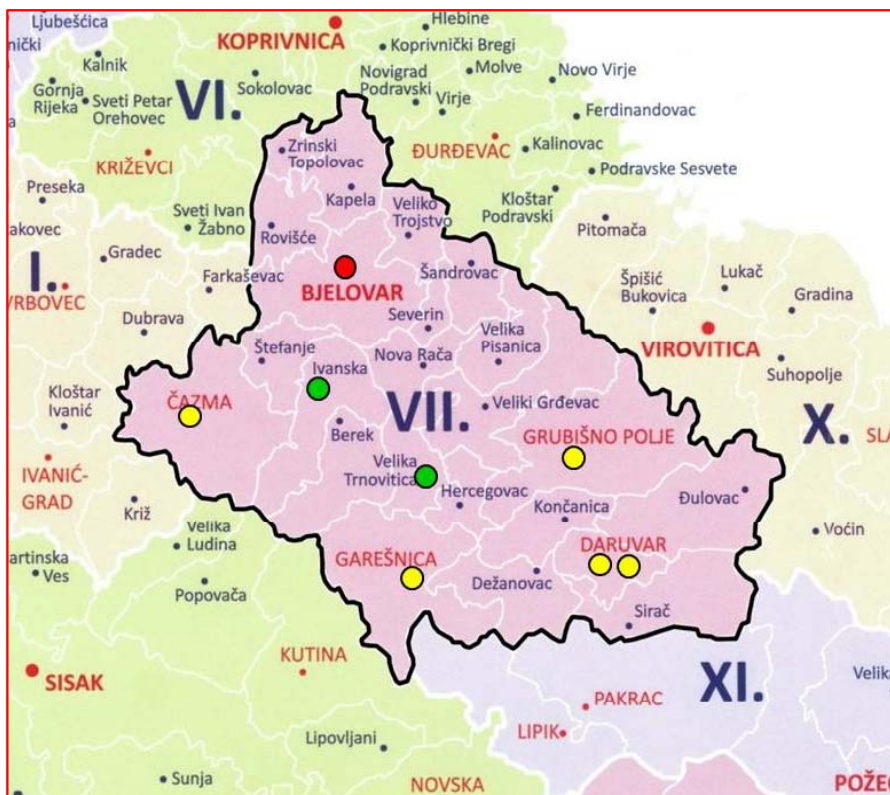 Ljubešćica
Hlebine
KOPRIVNICA
nički
Kalnik
Koprivnički Bregi
Novigrad
Podravski
Molve
Novo Virje
Gornja
Rijeka
Sveti Petar
Orehovec
VI.
Sokolovac
Virje
Ferdinandovac
Zrinski
Topolovac
ĐURĐEVAC
Kalinovac
KRIŽEVCI
Podravske Sesvete
Preseka
Kapela
Veliko
Trojstvo
Kloštar
Podravski
akovec
Sveti Ivan
Žabno
Rovišće
Pitomača
Gradec
I.
Farkaševac
Šandrovac
Špišić
Bukovica
Lukač
VRBOVEC
BJELOVAR
Gradina
Dubrava
Severin
Velika
Pisanica
VIROVITICA
Štefanje
Ivanska
Nova Rača
Suhopolje
Kloštar
Ivanić
ČAZMA
VII.
Veliki Grđevac
X.
Berek
GRUBIŠNO POLJE
SLA
IVANIĆ-
GRAD
Velika
Trnovitica
Hercegovac
Đulovac
Križ
Končanica
Velika
Ludina
Voćin
artinska
Ves
GAREŠNICA
DARUVAR
Popovača
Dežanovac
Sirač
KUTINA
SISAK
XI.
Velika
PAKRAC
LIPIK
Lipovljani
Sunja
NOVSKA
POŽEG